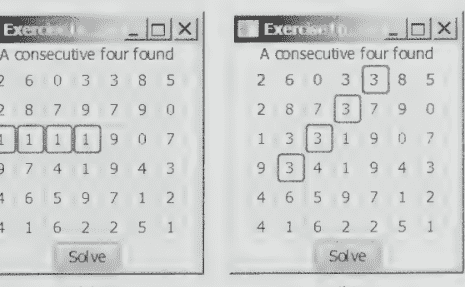 Exercise
A consecutive four found
2 6 0 3 3 8 5
2 8 7 9 7 9 0
1 1 1 1 9 0 7
9 7 4 1 9 4 3
4 6 5 9 7 1 2
4 1 6 2 2 5 1
Solve
Exercise
A consecutive four found
2 6 0 3 3 8 5
2 8 7 3 7 9 0
1 3 3 1 9 0 7
9 3 4 1 9 4 3
4 6 5 9 7 1 2
4 1 6 2 2 5 1
Solve